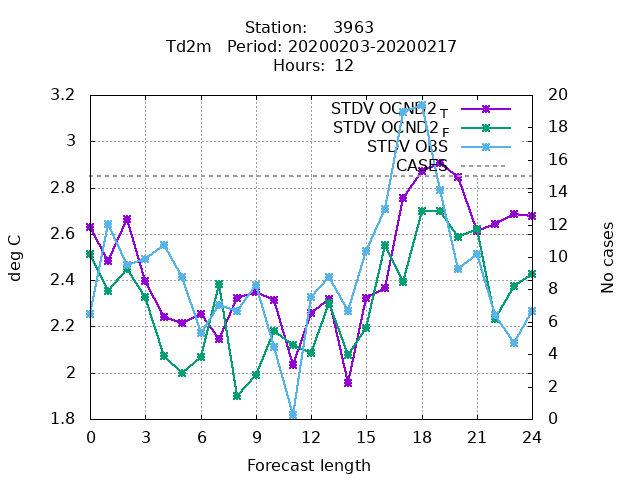 Station: 3963
Td2m Period: 20200203-20200217
Hours: 12
3.2
3
2.8
2.6
2.4
2.2
2
1.8
deg C
STDV OCND2 T
STDV OCND2 F
STDV OBS
CASES
20
18
16
14
12
10
8
6
4
2
0
No cases
0 3 6 9 12 15 18 21 24
Forecast length